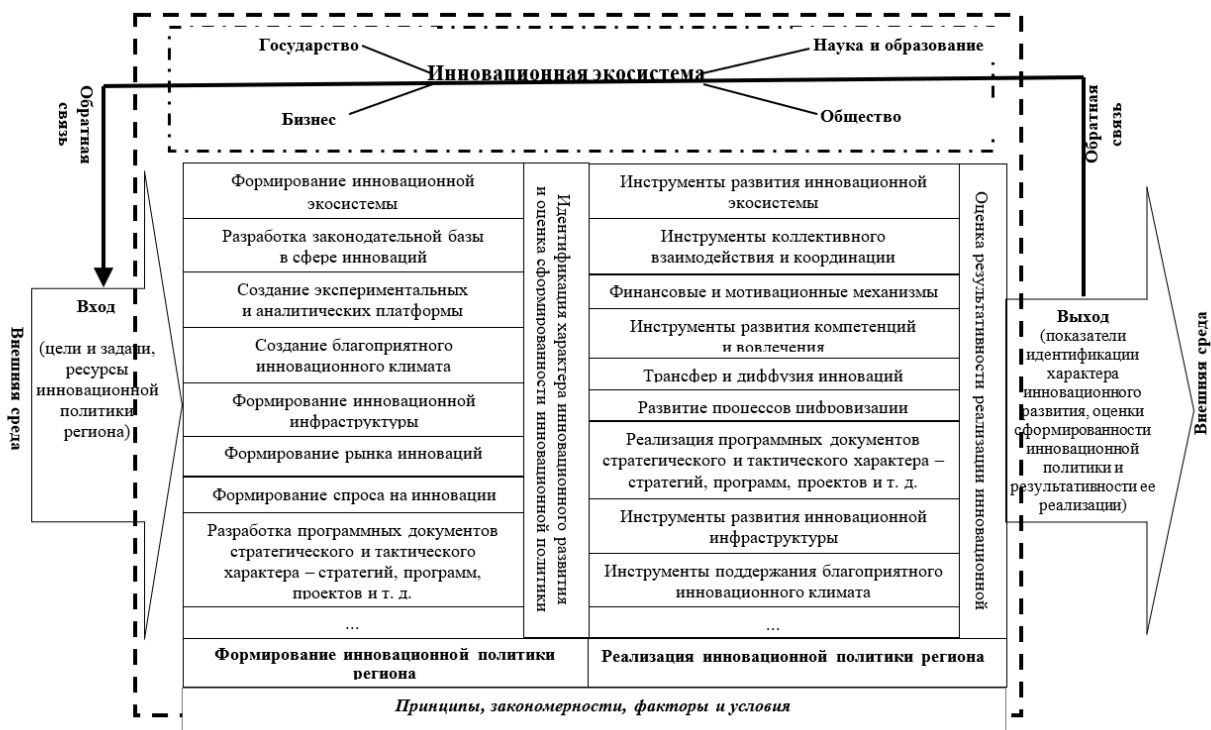 Государство
Наука и образование
Инновационная экосистема
Бизнес
Общество
Обратная
связь
Обратная
связь
Внешняя среда
Вход
(цели и задачи,
ресурсы
инновационной
политики
региона)
Формирование инновационной
экосистемы
Разработка законодательной базы
в сфере инноваций
Создание экспериментальных
и аналитических платформы
Создание благоприятного
инновационного климата
Формирование инновационной
инфраструктуры
Формирование рынка инноваций
Формирование спроса на инновации
Разработка программных документов
стратегического и тактического
характера – стратегий, программ,
проектов и т. д.
...
Идентификация характера инновационного развития
и оценка сформированности инновационной политики
Инструменты развития инновационной
экосистемы
Инструменты коллективного
взаимодействия и координации
Финансовые и мотивационные механизмы
Инструменты развития компетенций
и вовлечения
Трансфер и диффузия инноваций
Развитие процессов цифровизации
Реализация программных документов
стратегического и тактического характера –
стратегий, программ, проектов и т. д.
Инструменты развития инновационной
инфраструктуры
Инструменты поддержания благоприятного
инновационного климата
...
Оценка результативности реализации инновационной
Выход
(показатели
идентификации
характера
инновационного
развития, оценки
сформированности
инновационной
политики и
результативности ее
реализации)
Внешняя среда
Формирование инновационной политики
региона
Реализация инновационной политики региона
Принципы, закономерности, факторы и условия